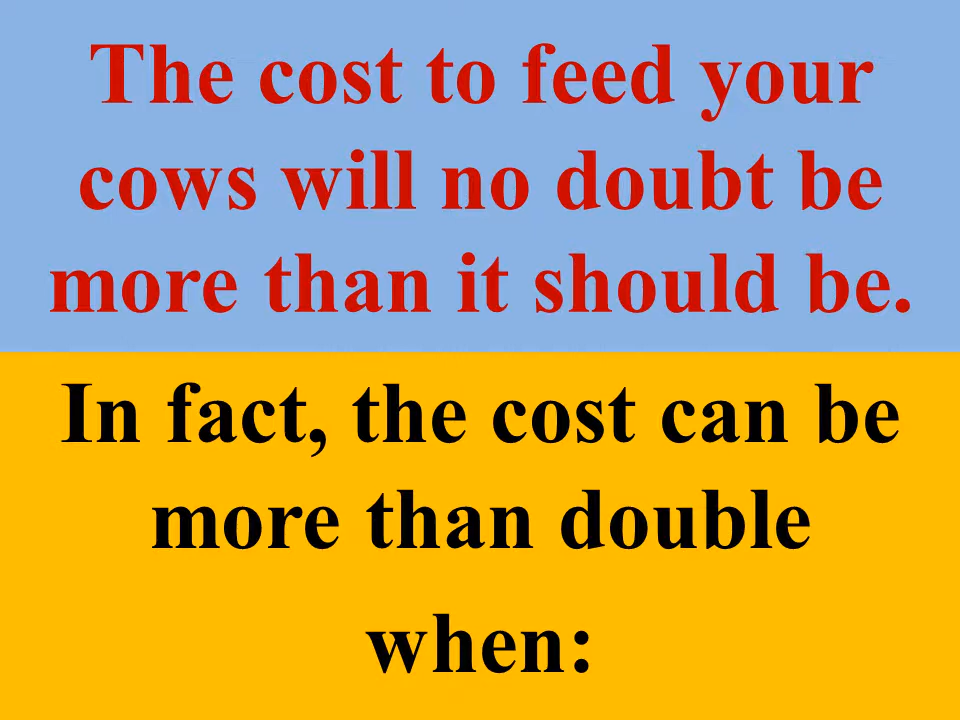 The cost to feed your
cows will no doubt be
more than it should be.
In fact, the cost can be
more than double
when: